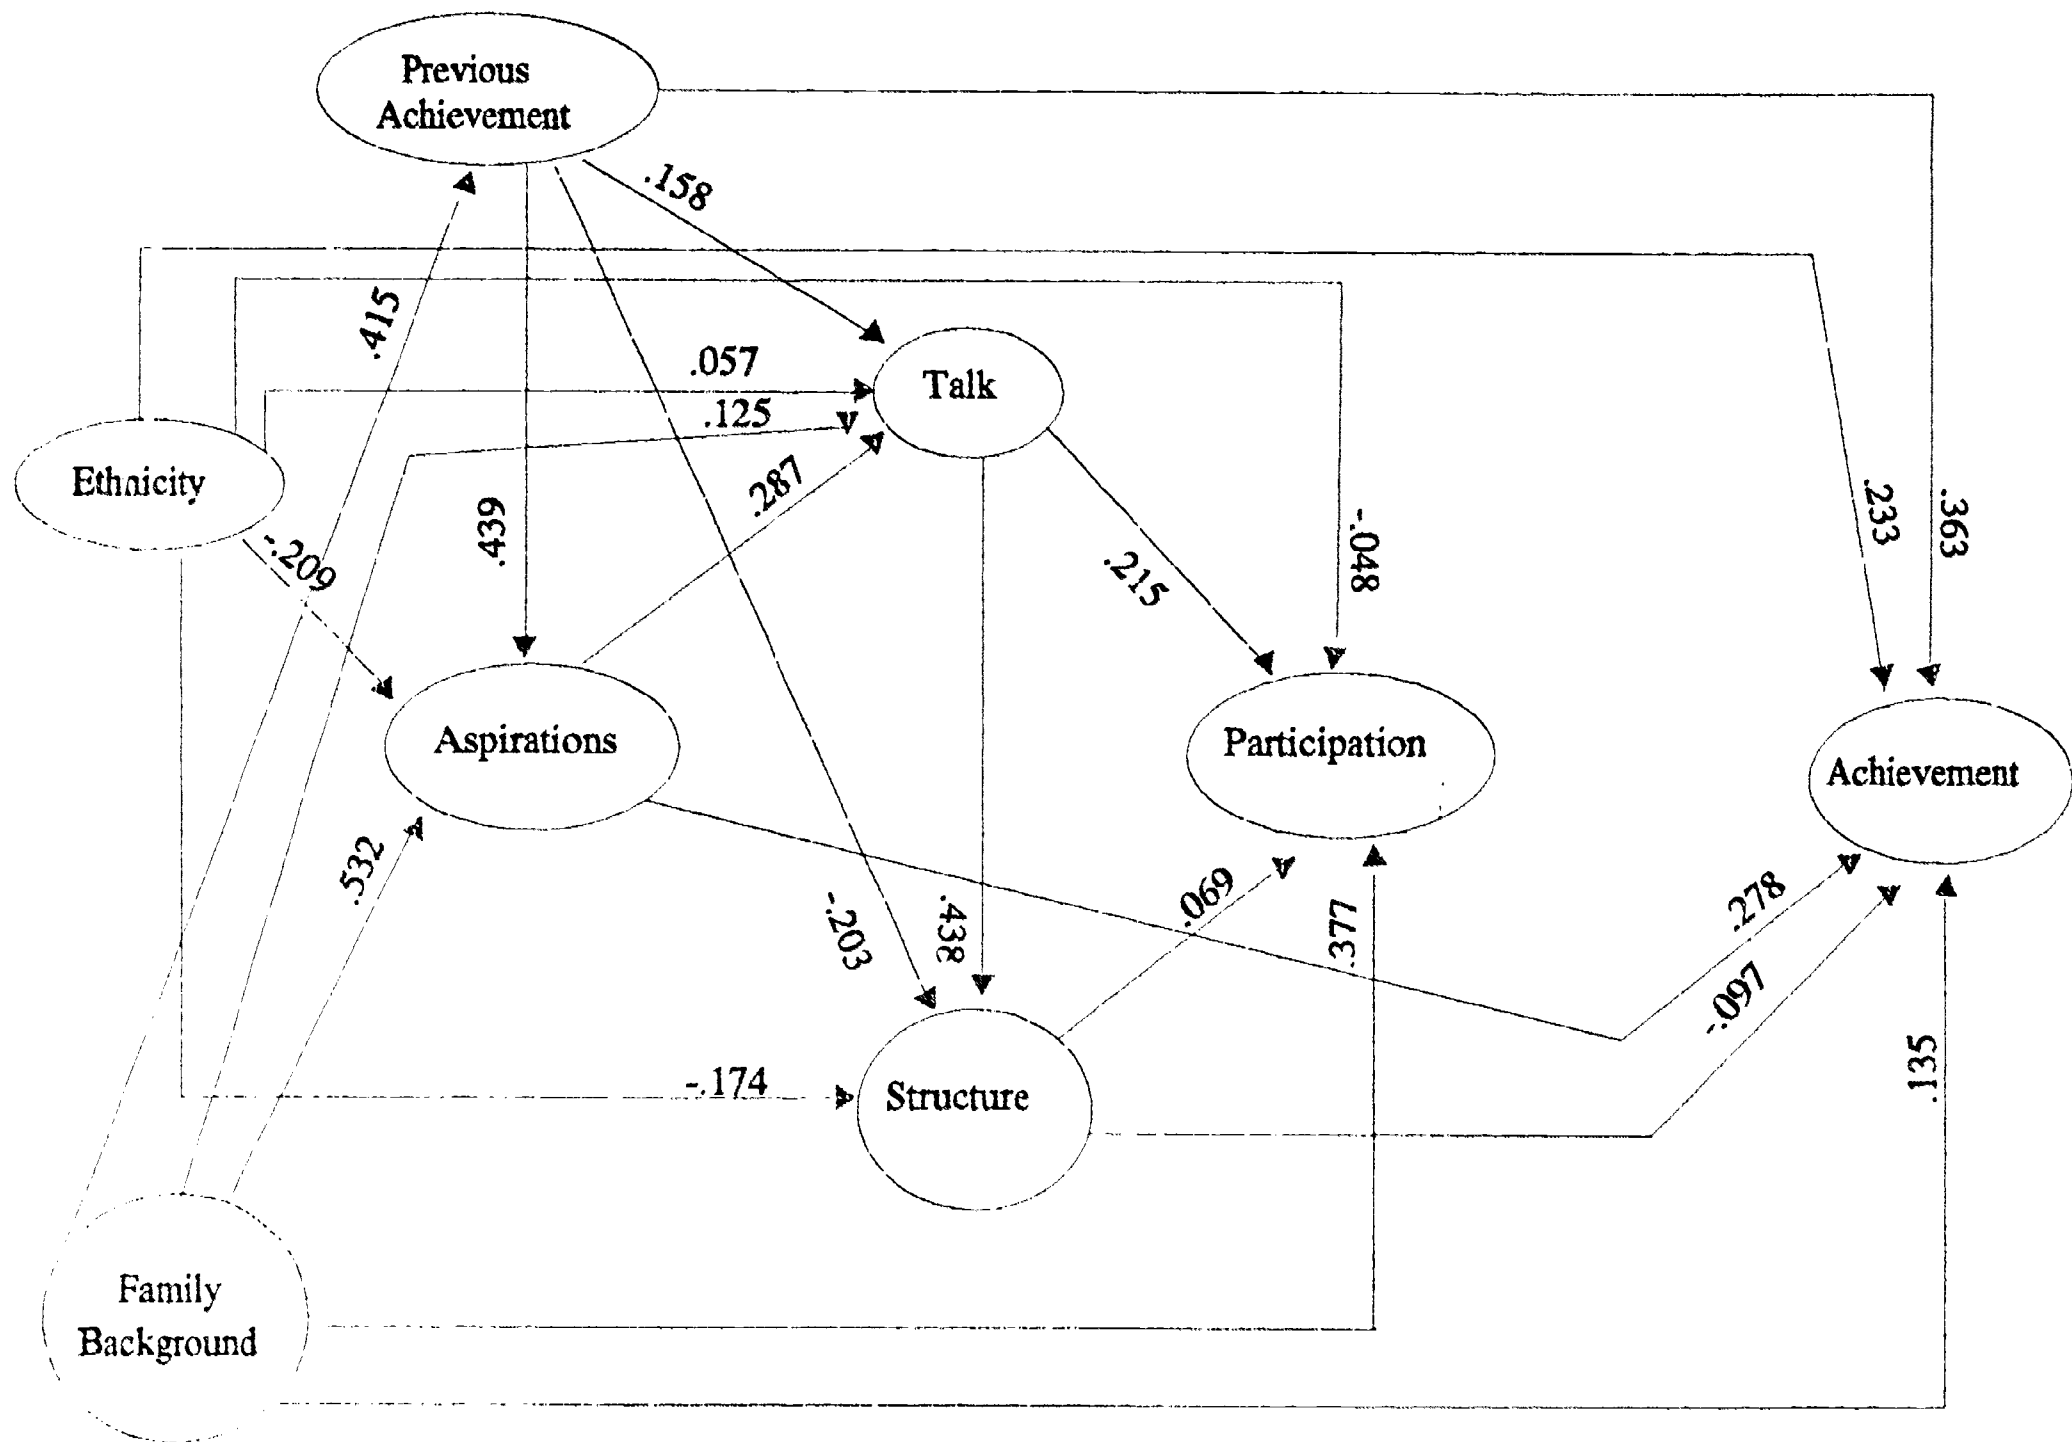 Previous
Achievement
.158
.415
.057
Talk
.125
Ethnicity
.287
.439
-.209
.215
-.048
.233
.363
Aspirations
Participation
Achievement
.532
-.203
.438
.069
.377
.278
-.097
-.174
Structure
.135
Family
Background